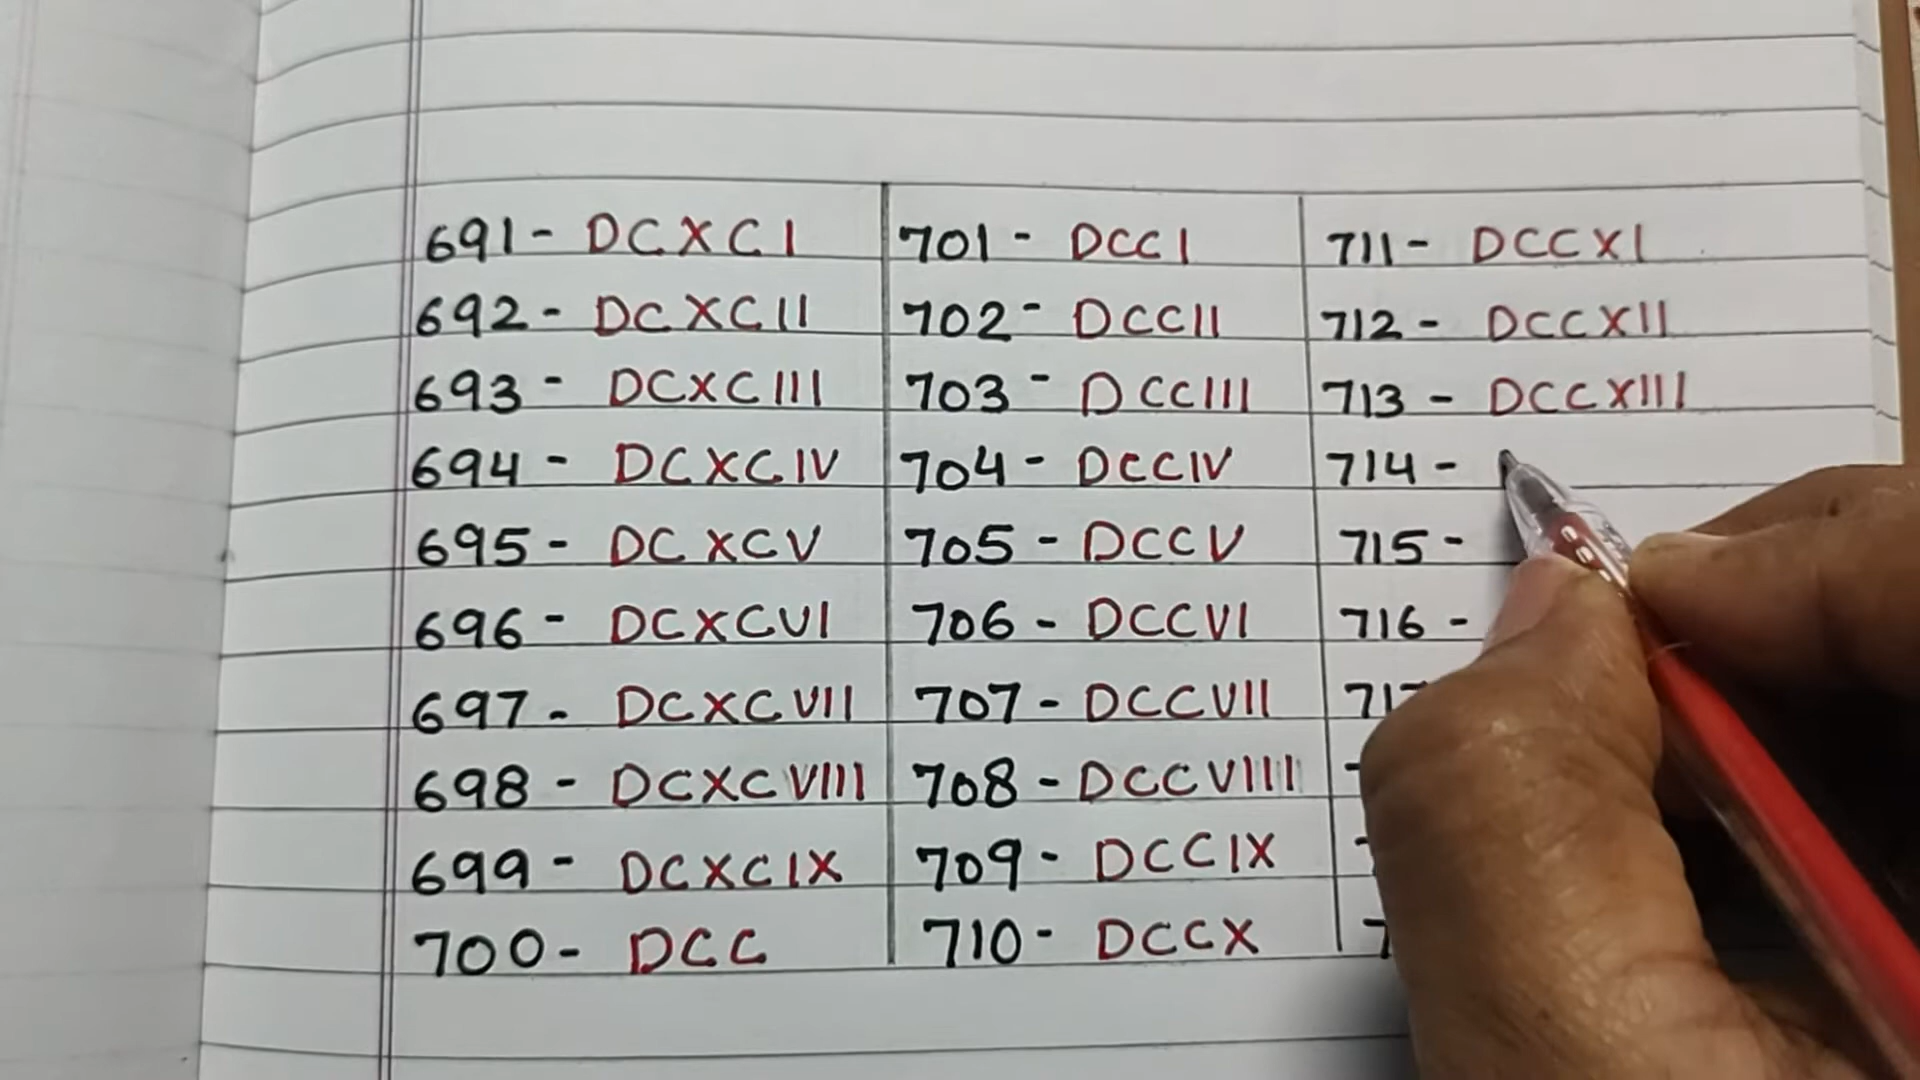 691 - DCXCI
692 - DCXCII
693 - DCXCIII
694 - DCXCIV
695 - DCXCV
696 - DCXCVI
697 - DCXCVII
698 - DCXCVIII
699 - DCXCIX
700 - DCC
701 - DCCI
702 - DCCII
703 - DCCIII
704 - DCCIV
705 - DCCV
706 - DCCVI
707 - DCCVII
708 - DCCVIIII
709 - DCCIX
710 - DCCX
711 - DCCXI
712 - DCCXII
713 - DCCXIII
714 -
715 -
716 -